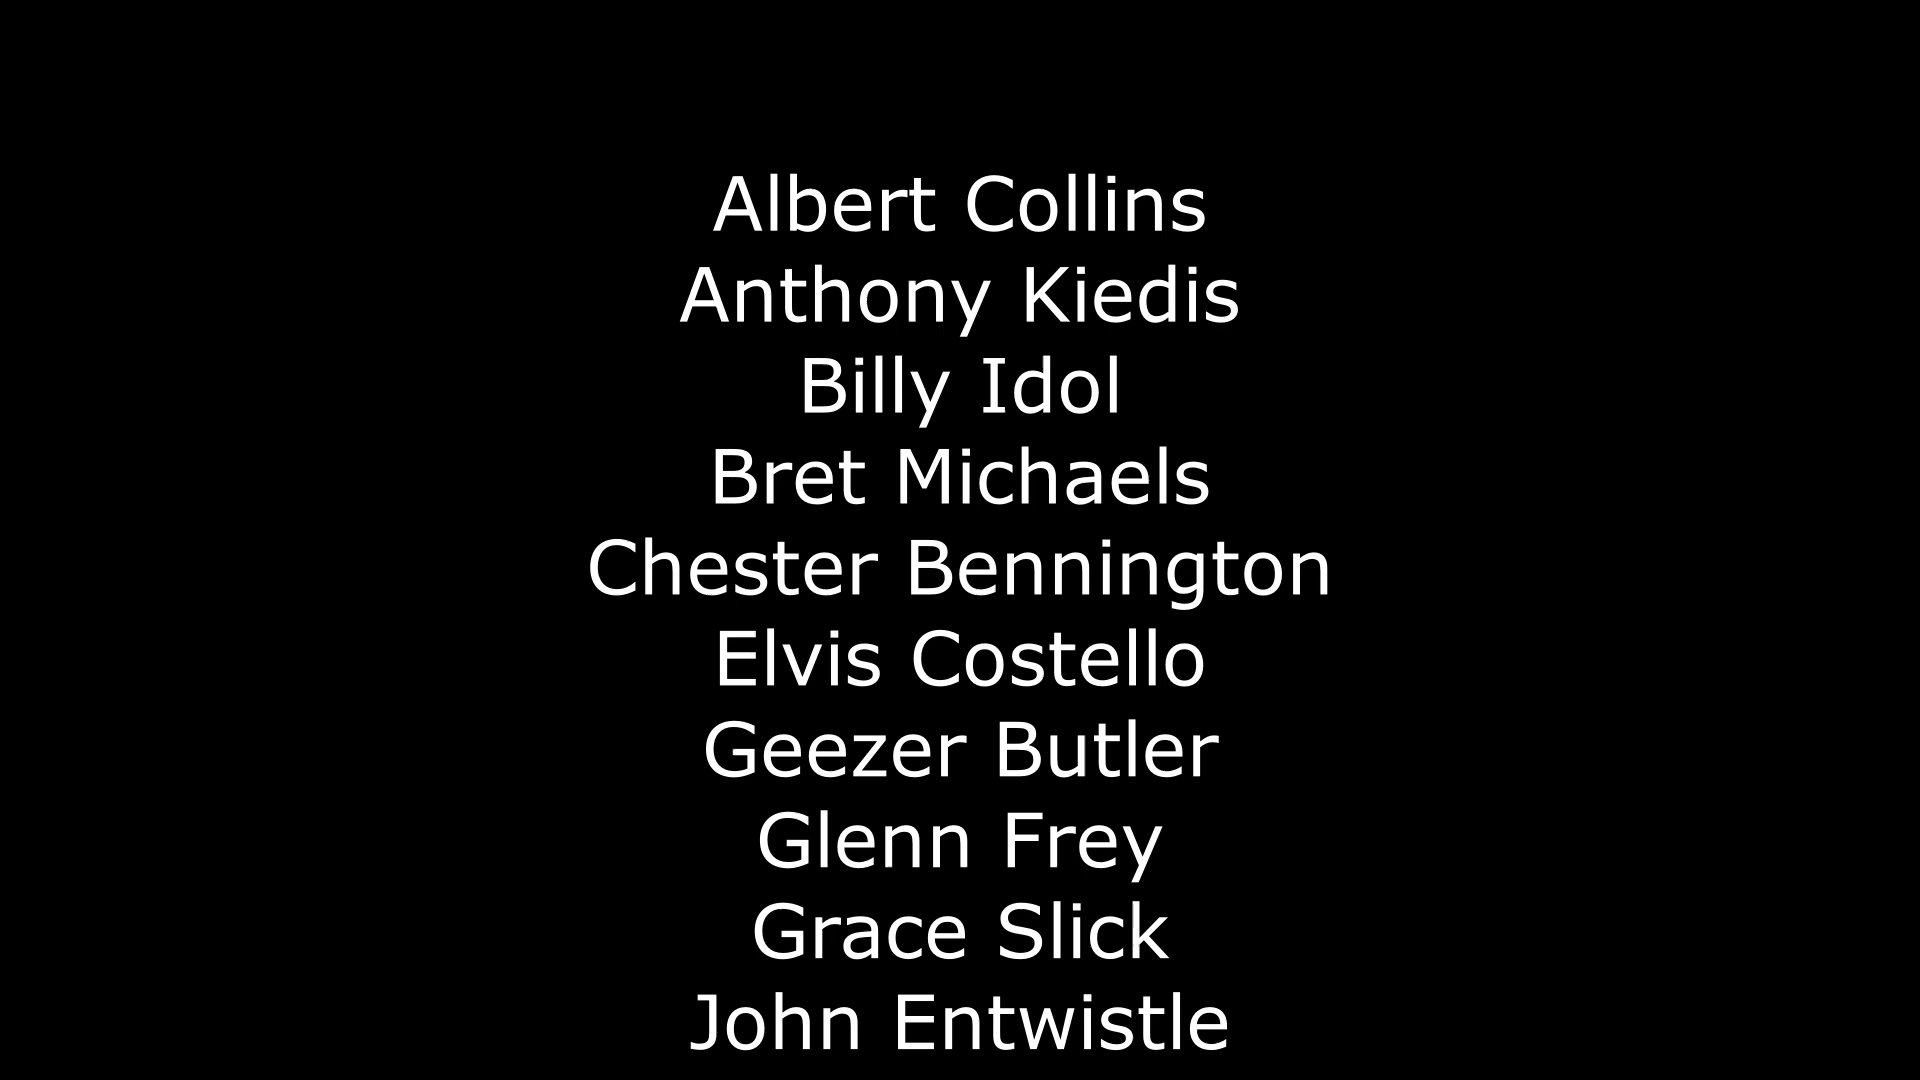 Albert Collins
Anthony Kiedis
Billy Idol
Bret Michaels
Chester Bennington
Elvis Costello
Geezer Butler
Glenn Frey
Grace Slick
John Entwistle